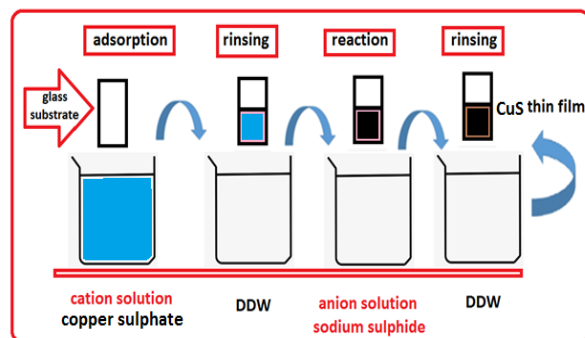 adsorption
rinsing
reaction
rinsing
glass
substrate
CuS thin film
cation solution
copper sulphate
DDW
anion solution
sodium sulphide
DDW